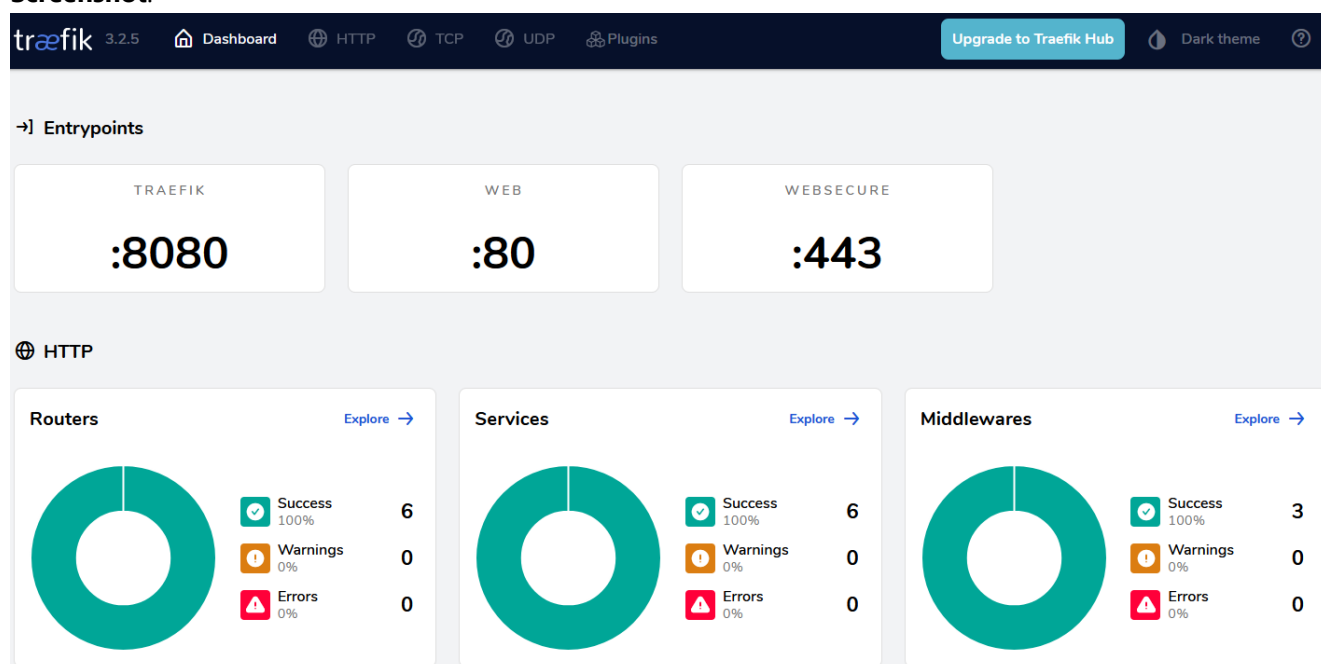 Screenshot:
træfik 3.2.5 Dashboard HTTP TCP UDP Plugins Upgrade to Traefik Hub Dark theme ?
Entrypoints
TRAEFIK WEB WEBSECURE
:8080 :80 :443
HTTP
Routers Explore → Services Explore → Middlewares Explore →
Success 6 Success 6 Success 3
100% 100% 100%
Warnings 0 Warnings 0 Warnings 0
0% 0% 0%
Errors 0 Errors 0 Errors 0
0% 0% 0%